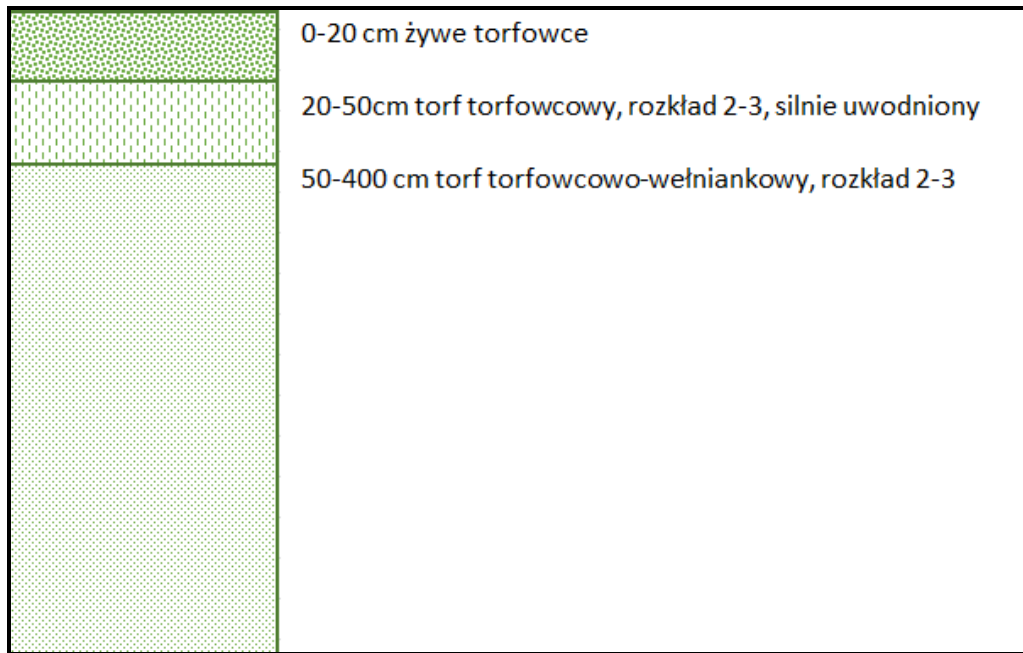 0-20 cm żywe torfowce
20-50cm torf torfowcowy, rozkład 2-3, silnie uwodniony
50-400 cm torf torfowcowo-wełniankowy, rozkład 2-3